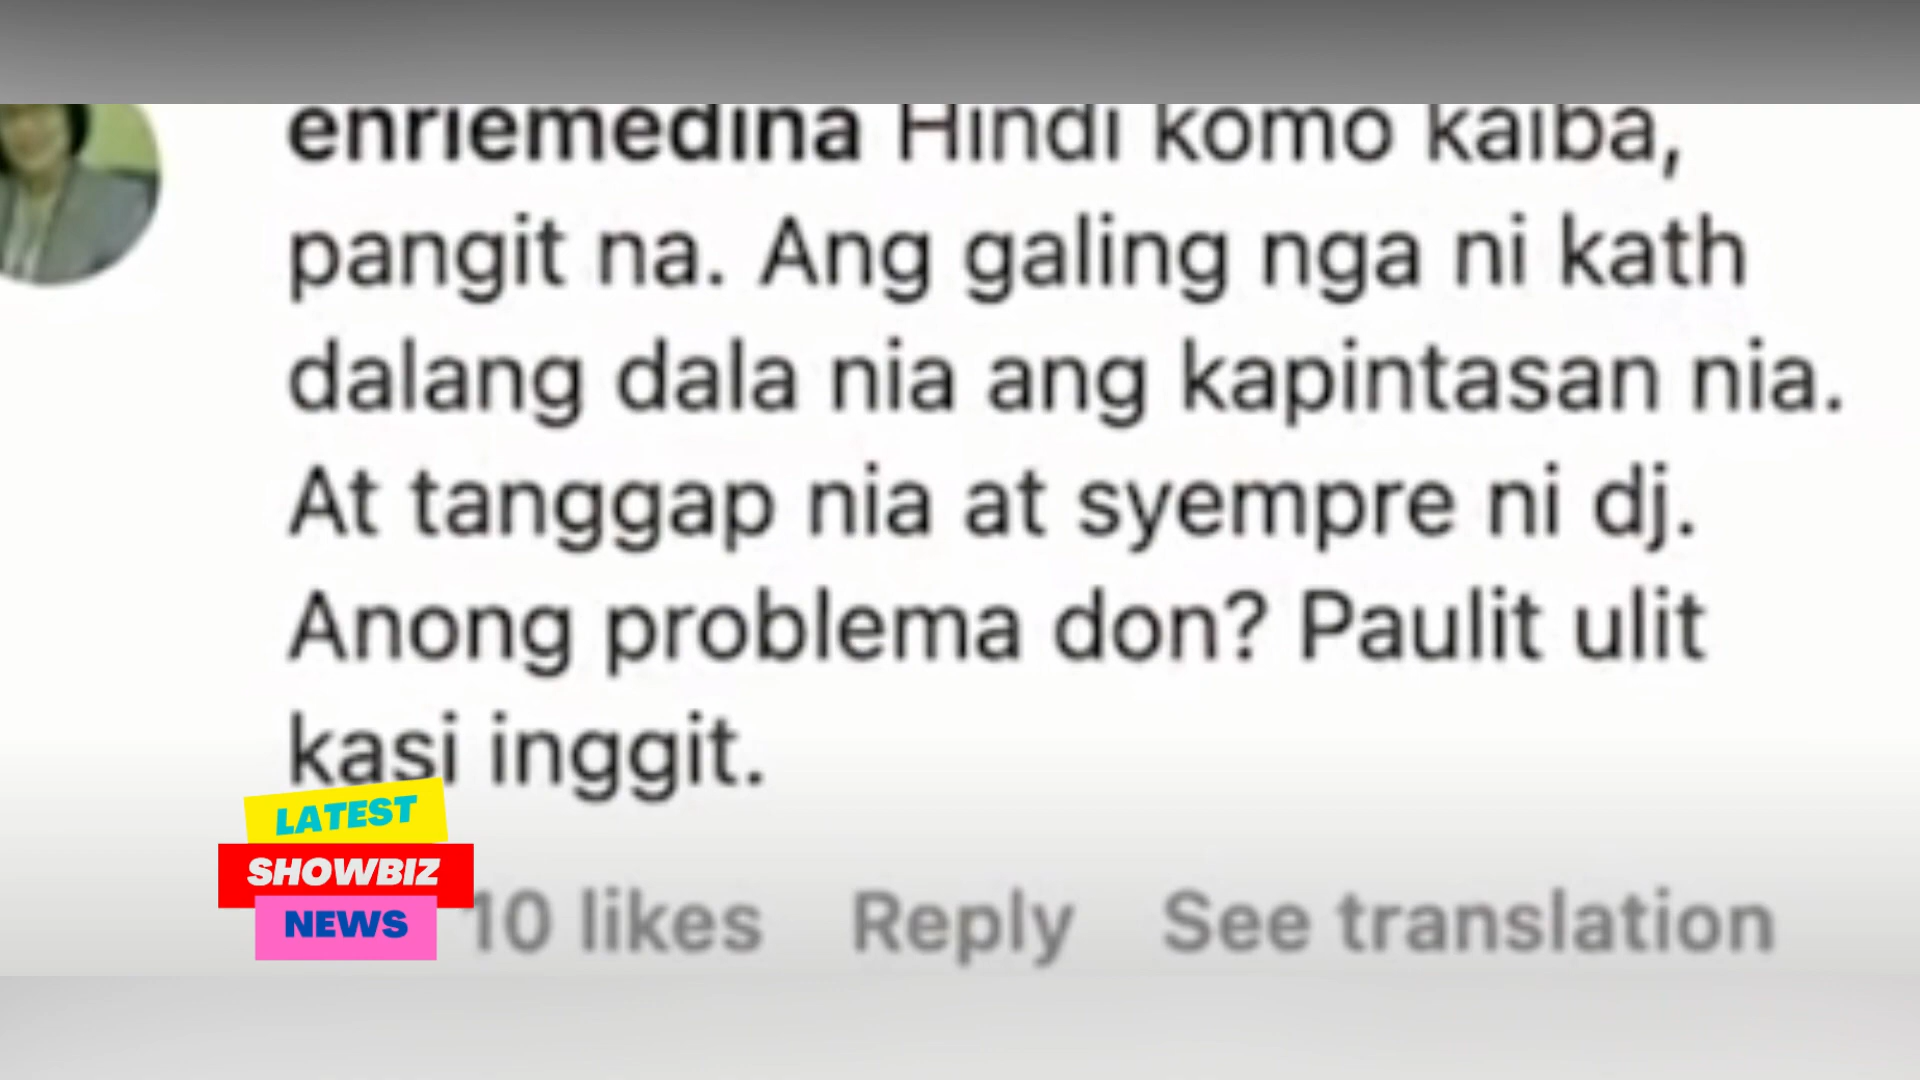 enriemedina Hindi komo kaiba,
pangit na. Ang galing nga ni kath
dalang dala nia ang kapintasan nia.
At tanggap nia at syempre ni dj.
Anong problema don? Paulit ulit
kasi inggit.
LATEST
SHOWBIZ
NEWS
10 likes Reply See translation